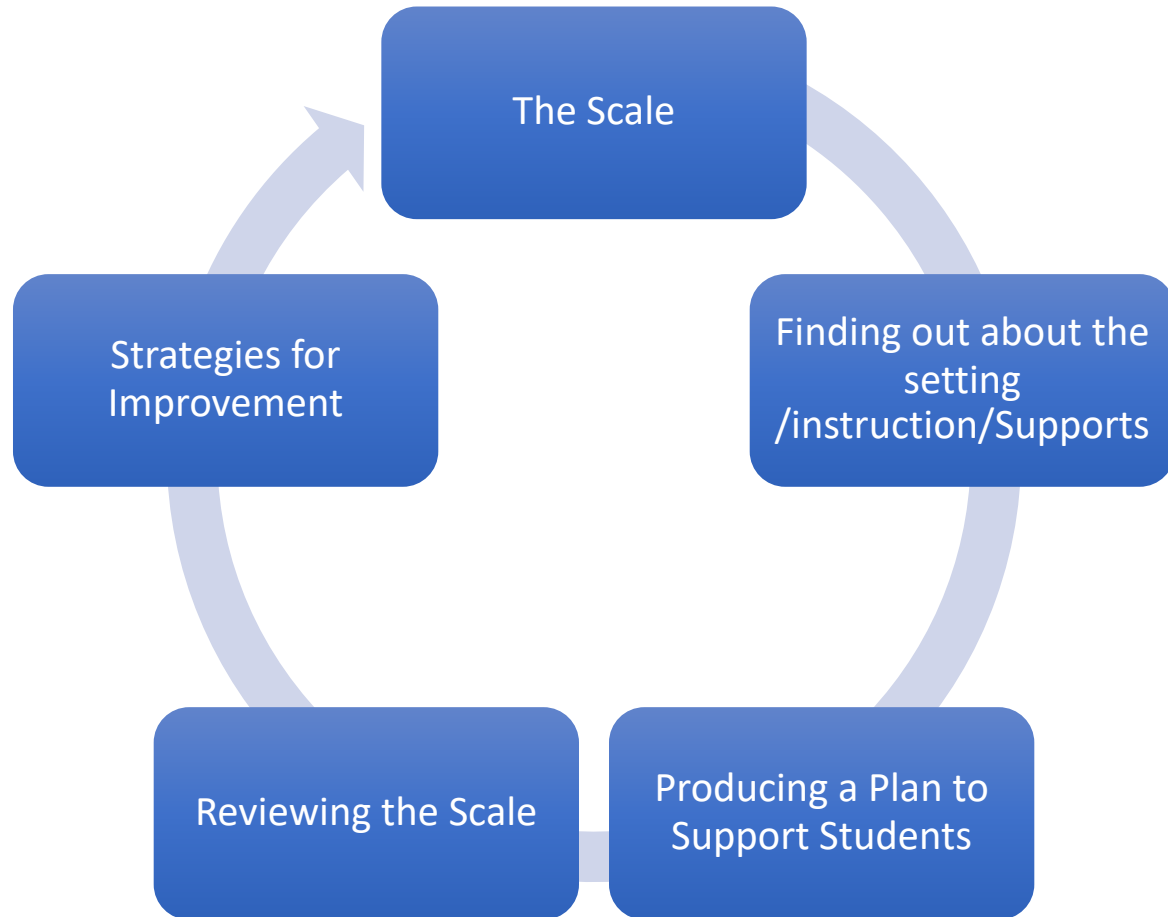 The Scale
Finding out about the
setting
/instruction/Supports
Producing a Plan to
Support Students
Reviewing the Scale
Strategies for
Improvement